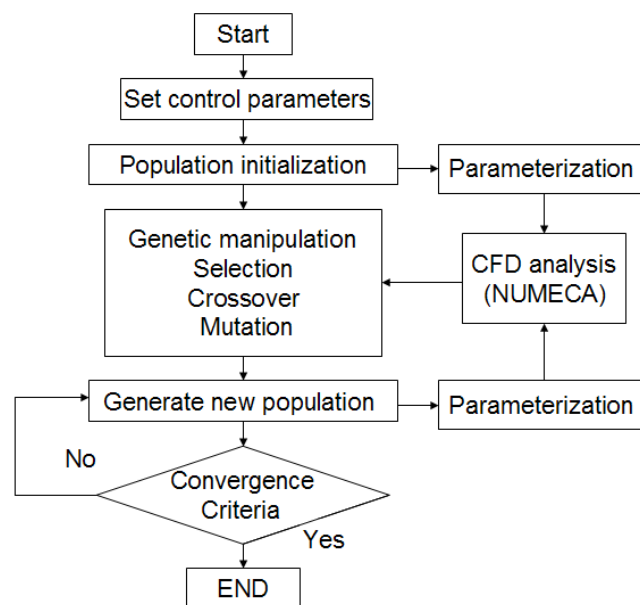 Start
Set control parameters
Population initialization
Parameterization
Genetic manipulation
Selection
Crossover
Mutation
CFD analysis
(NUMECA)
Generate new population
Parameterization
No
Convergence
Criteria
Yes
END